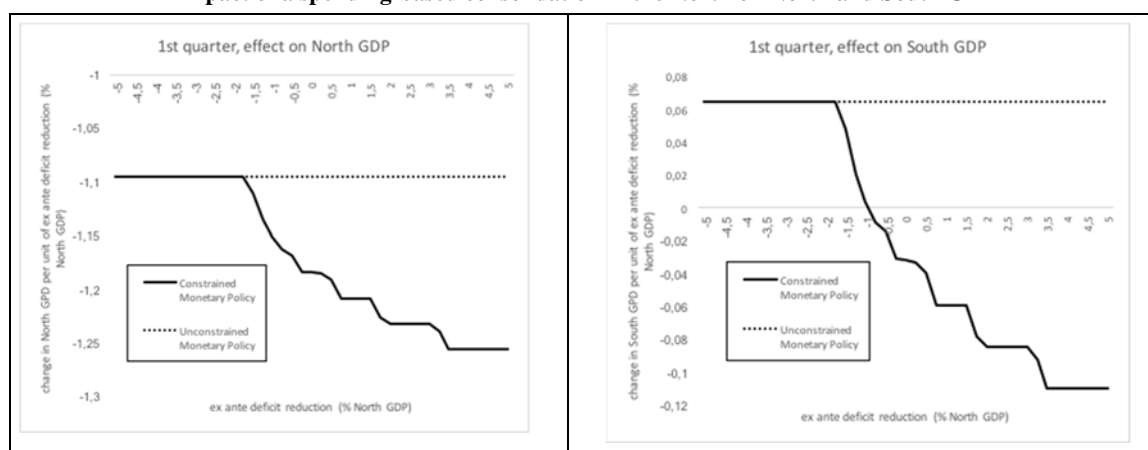 of a spending based consolidation in the North on North and South
1st quarter, effect on North GDP
-1
-1,05
-1,1
-1,15
-1,2
-1,25
-1,3
-5 -4,5 -4 -3,5 -3 -2,5 -2 -1,5 -1 -0,5 0 0,5 1 1,5 2 2,5 3 3,5 4 4,5 5
change in North GPD per unit of ex ante deficit reduction (%
North GDP)
Constrained
Monetary Policy
Unconstrained
Monetary Policy
ex ante deficit reduction (% North GDP)
1st quarter, effect on South GDP
0,08
0,06
0,04
0,02
0
-0,02
-0,04
-0,06
-0,08
-0,1
-0,12
-5 -4,5 -4 -3,5 -3 -2,5 -2 -1,5 -1 -0,5 0 0,5 1 1,5 2 2,5 3 3,5 4 4,5 5
change in South GPD per unit of ex ante deficit reduction (%
North GDP)
Constrained
Monetary Policy
Unconstrained
Monetary Policy
ex ante deficit reduction (% North GDP)